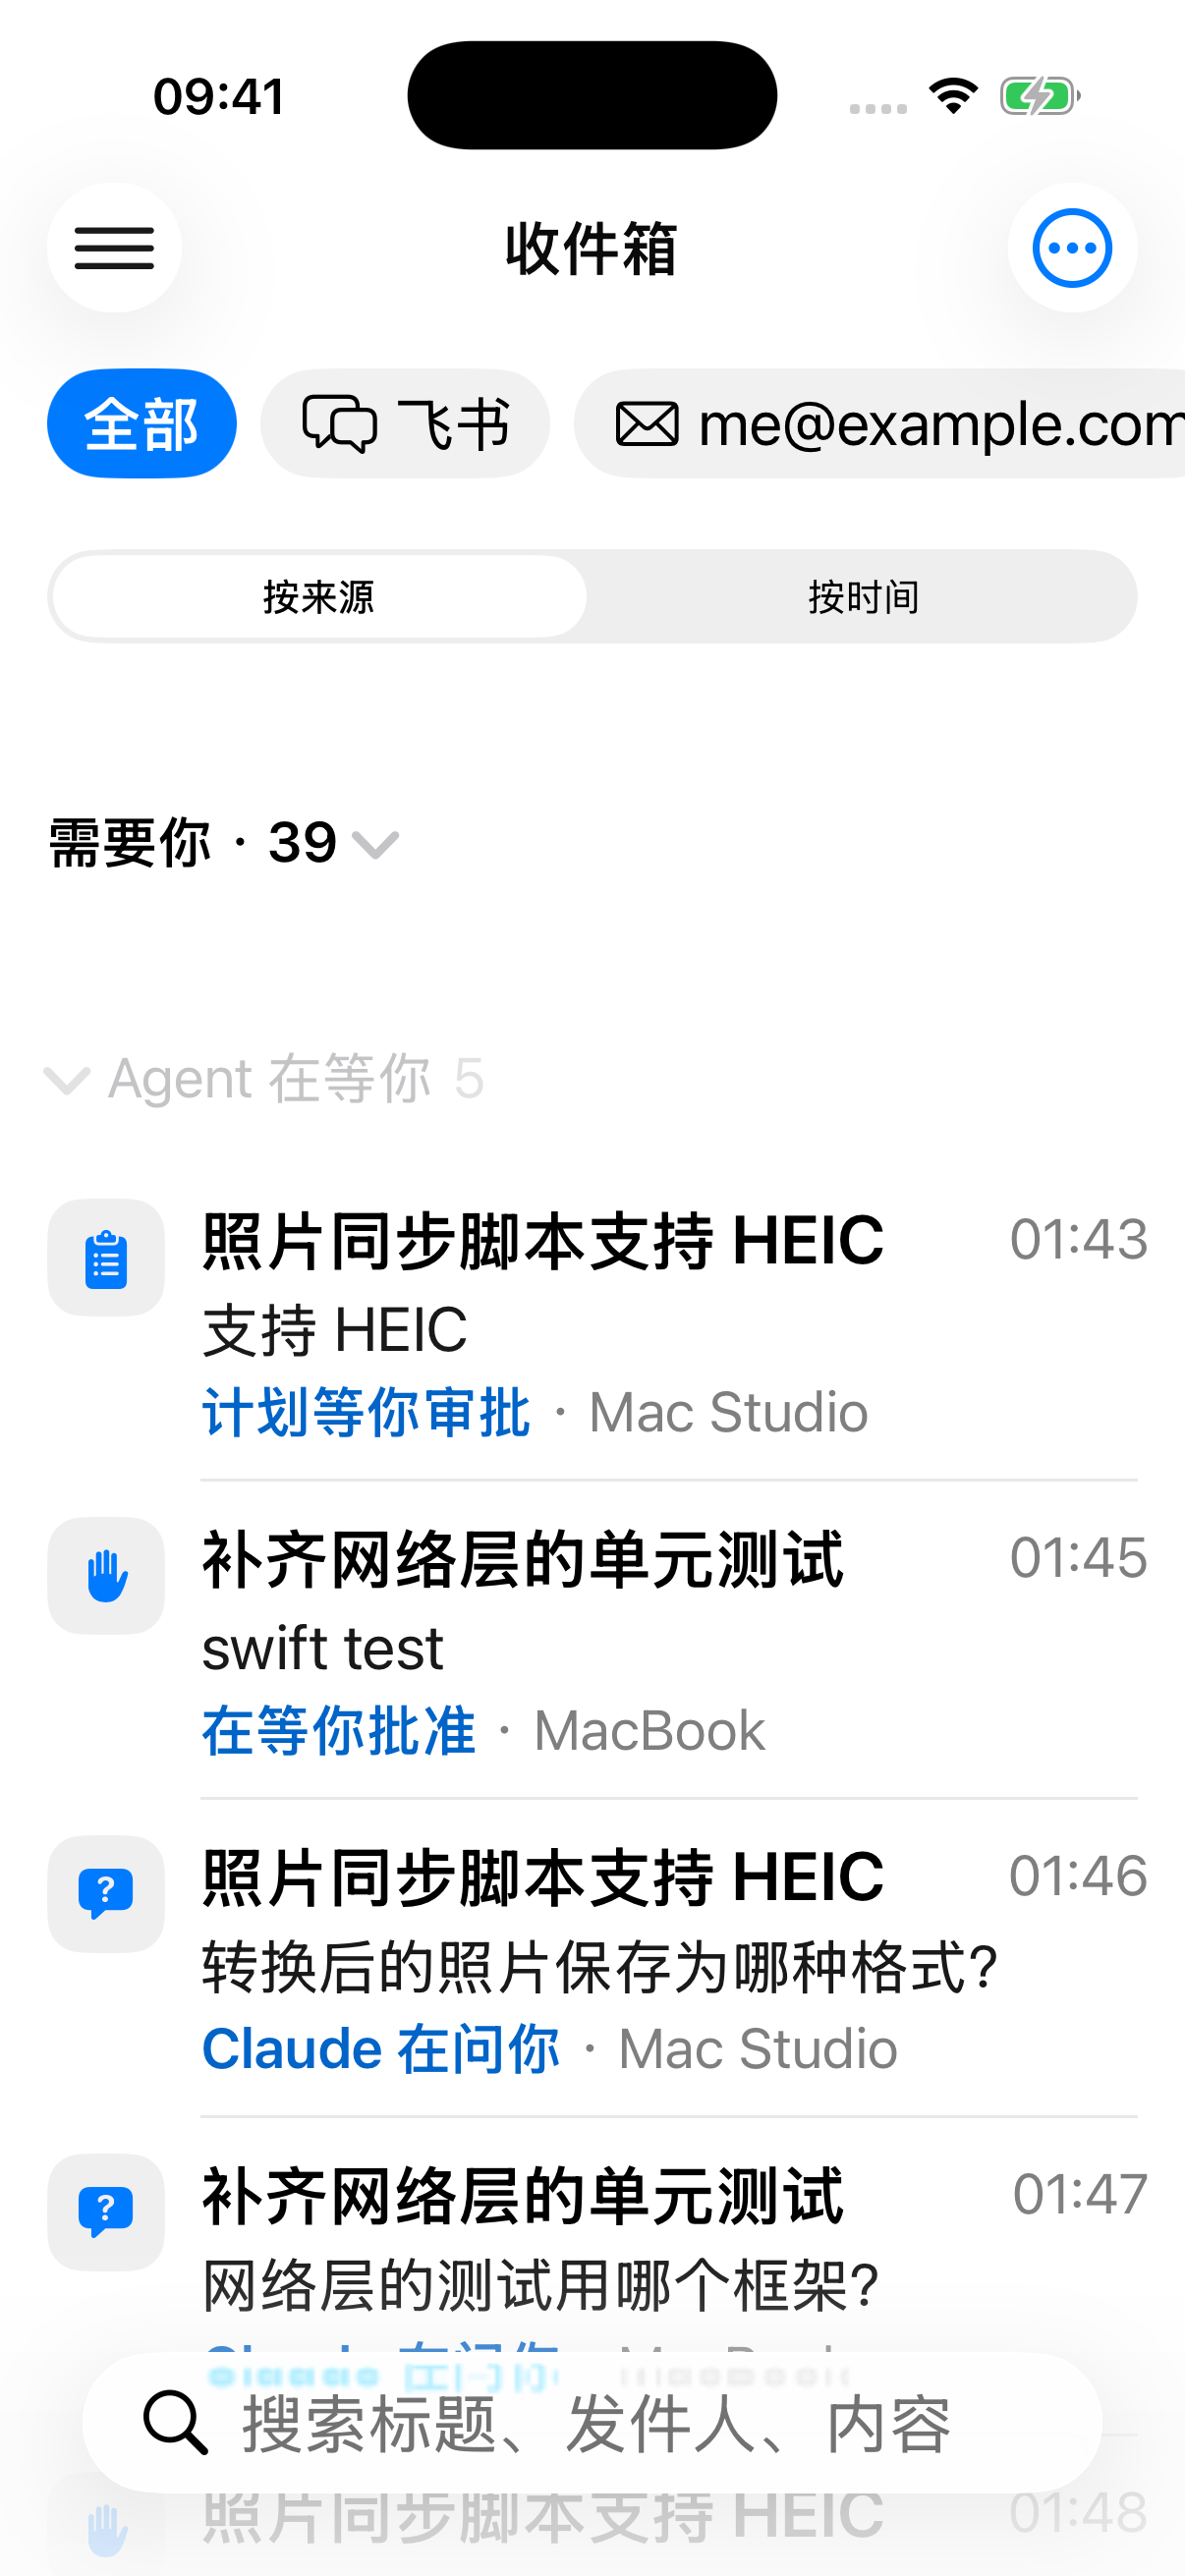 09:41
收件箱
全部
飞书
me@example.com
按来源
按时间
需要你 · 39
Agent 在等你 5
照片同步脚本支持 HEIC 01:43
支持 HEIC
计划等你审批 · Mac Studio
补齐网络层的单元测试 01:45
swift test
在等你批准 · MacBook
照片同步脚本支持 HEIC 01:46
转换后的照片保存为哪种格式?
Claude 在问你 · Mac Studio
补齐网络层的单元测试 01:47
网络层的测试用哪个框架?
搜索标题、发件人、内容
照片同步脚本支持 HEIC 01:48